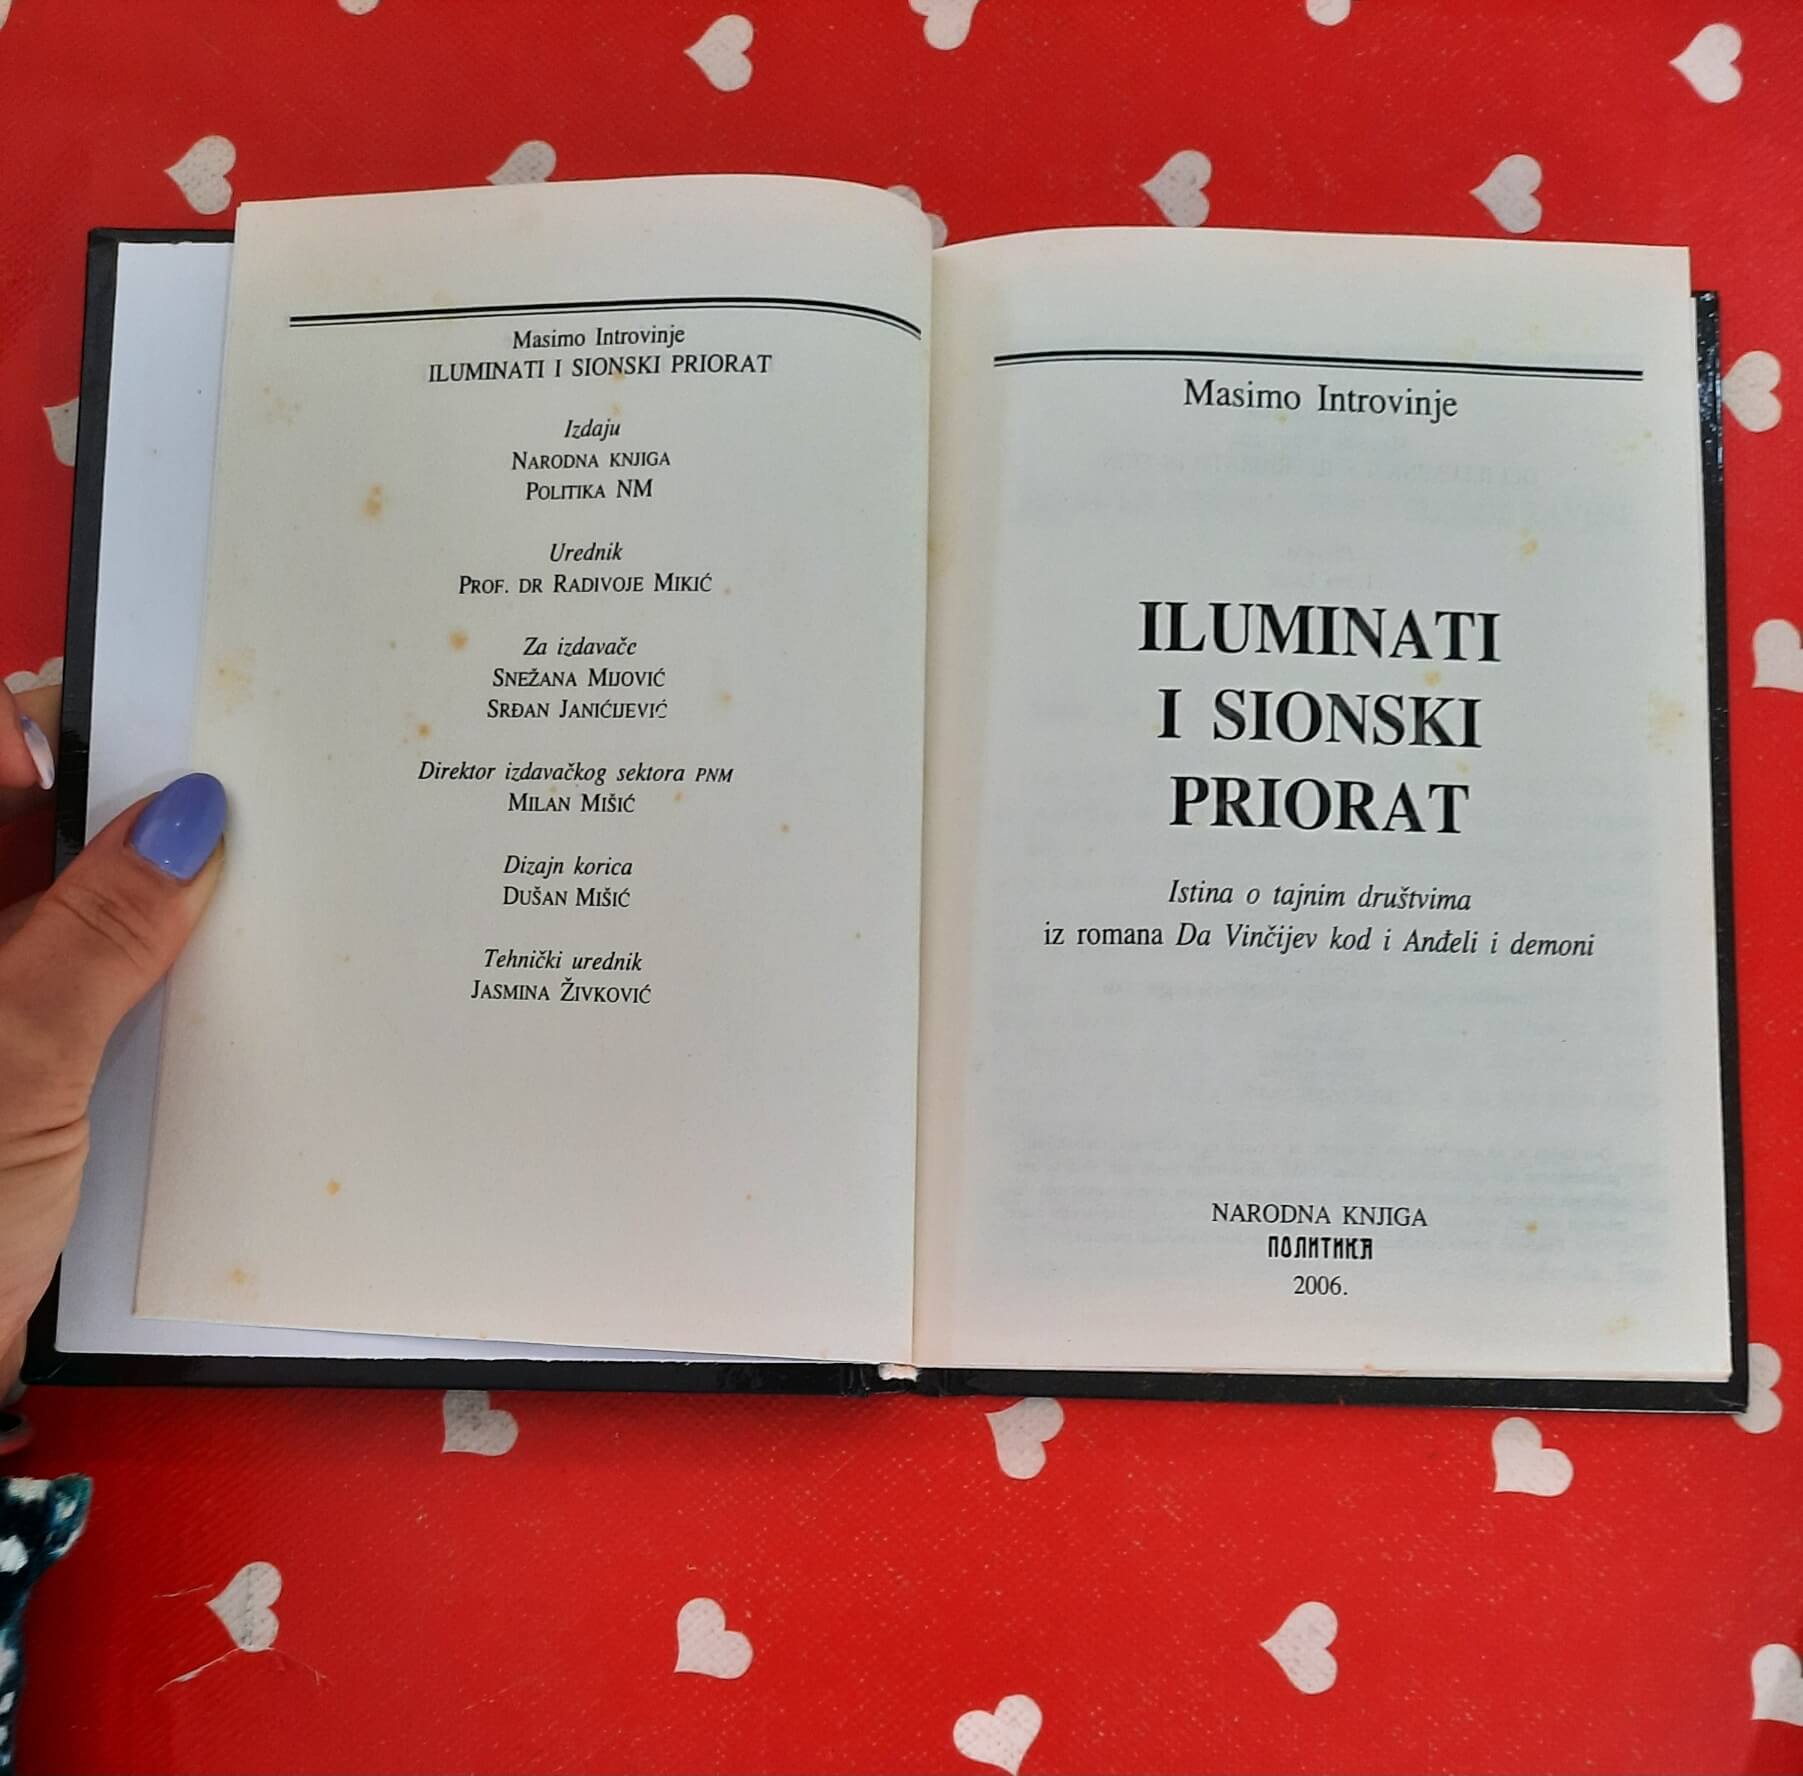 Masimo Introvinje
ILUMINATI I SIONSKI PRIORAT
Izdaju
NARODNA KNJIGA
POLITIKA NM
Urednik
PROF. DR RADIVOJE MIKIĆ
Za izdavače
SNEŽANA MIJOVIĆ
SRĐAN JANIĆIJEVIĆ
Direktor izdavačkog sektora PNM
MILAN MIŠIĆ
Dizajn korica
DUŠAN MIŠIĆ
Tehnički urednik
JASMINA ŽIVKOVIĆ
Masimo Introvinje
ILUMINATI
I SIONSKI
PRIORAT
Istina o tajnim društvima
iz romana Da Vinčijev kod i Anđeli i demoni
NARODNA KNJIGA
ПОЛИТИКА
2006.